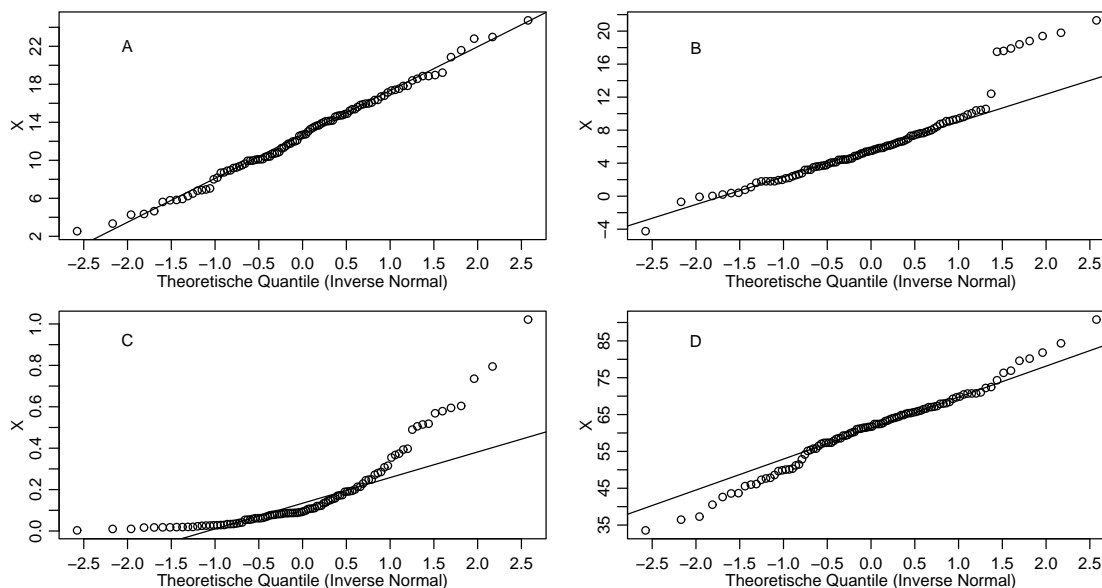 A
X
2 6 10 14 18 22
−2.5 −2.0 −1.5 −1.0 −0.5 0.0 0.5 1.0 1.5 2.0 2.5
Theoretische Quantile (Inverse Normal)
B
X
−4 0 4 8 12 16 20
−2.5 −2.0 −1.5 −1.0 −0.5 0.0 0.5 1.0 1.5 2.0 2.5
Theoretische Quantile (Inverse Normal)
C
X
0.0 0.2 0.4 0.6 0.8 1.0
−2.5 −2.0 −1.5 −1.0 −0.5 0.0 0.5 1.0 1.5 2.0 2.5
Theoretische Quantile (Inverse Normal)
D
X
35 45 55 65 75 85
−2.5 −2.0 −1.5 −1.0 −0.5 0.0 0.5 1.0 1.5 2.0 2.5
Theoretische Quantile (Inverse Normal)